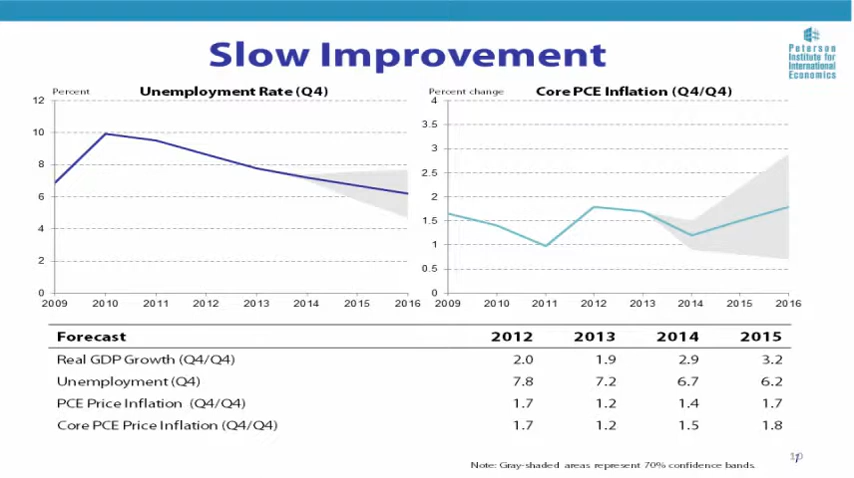 Slow Improvement
Peterson
Institute for
International
Economics
Percent
Unemployment Rate (Q4)
12
10
8
6
4
2
0
2009 2010 2011 2012 2013 2014 2015 2016
Percent change
Core PCE Inflation (Q4/Q4)
4
3.5
3
2.5
2
1.5
1
0.5
0
2009 2010 2011 2012 2013 2014 2015 2016
Forecast 2012 2013 2014 2015
Real GDP Growth (Q4/Q4) 2.0 1.9 2.9 3.2
Unemployment (Q4) 7.8 7.2 6.7 6.2
PCE Price Inflation (Q4/Q4) 1.7 1.2 1.4 1.7
Core PCE Price Inflation (Q4/Q4) 1.7 1.2 1.5 1.8
Note: Gray-shaded areas represent 70% confidence bands.